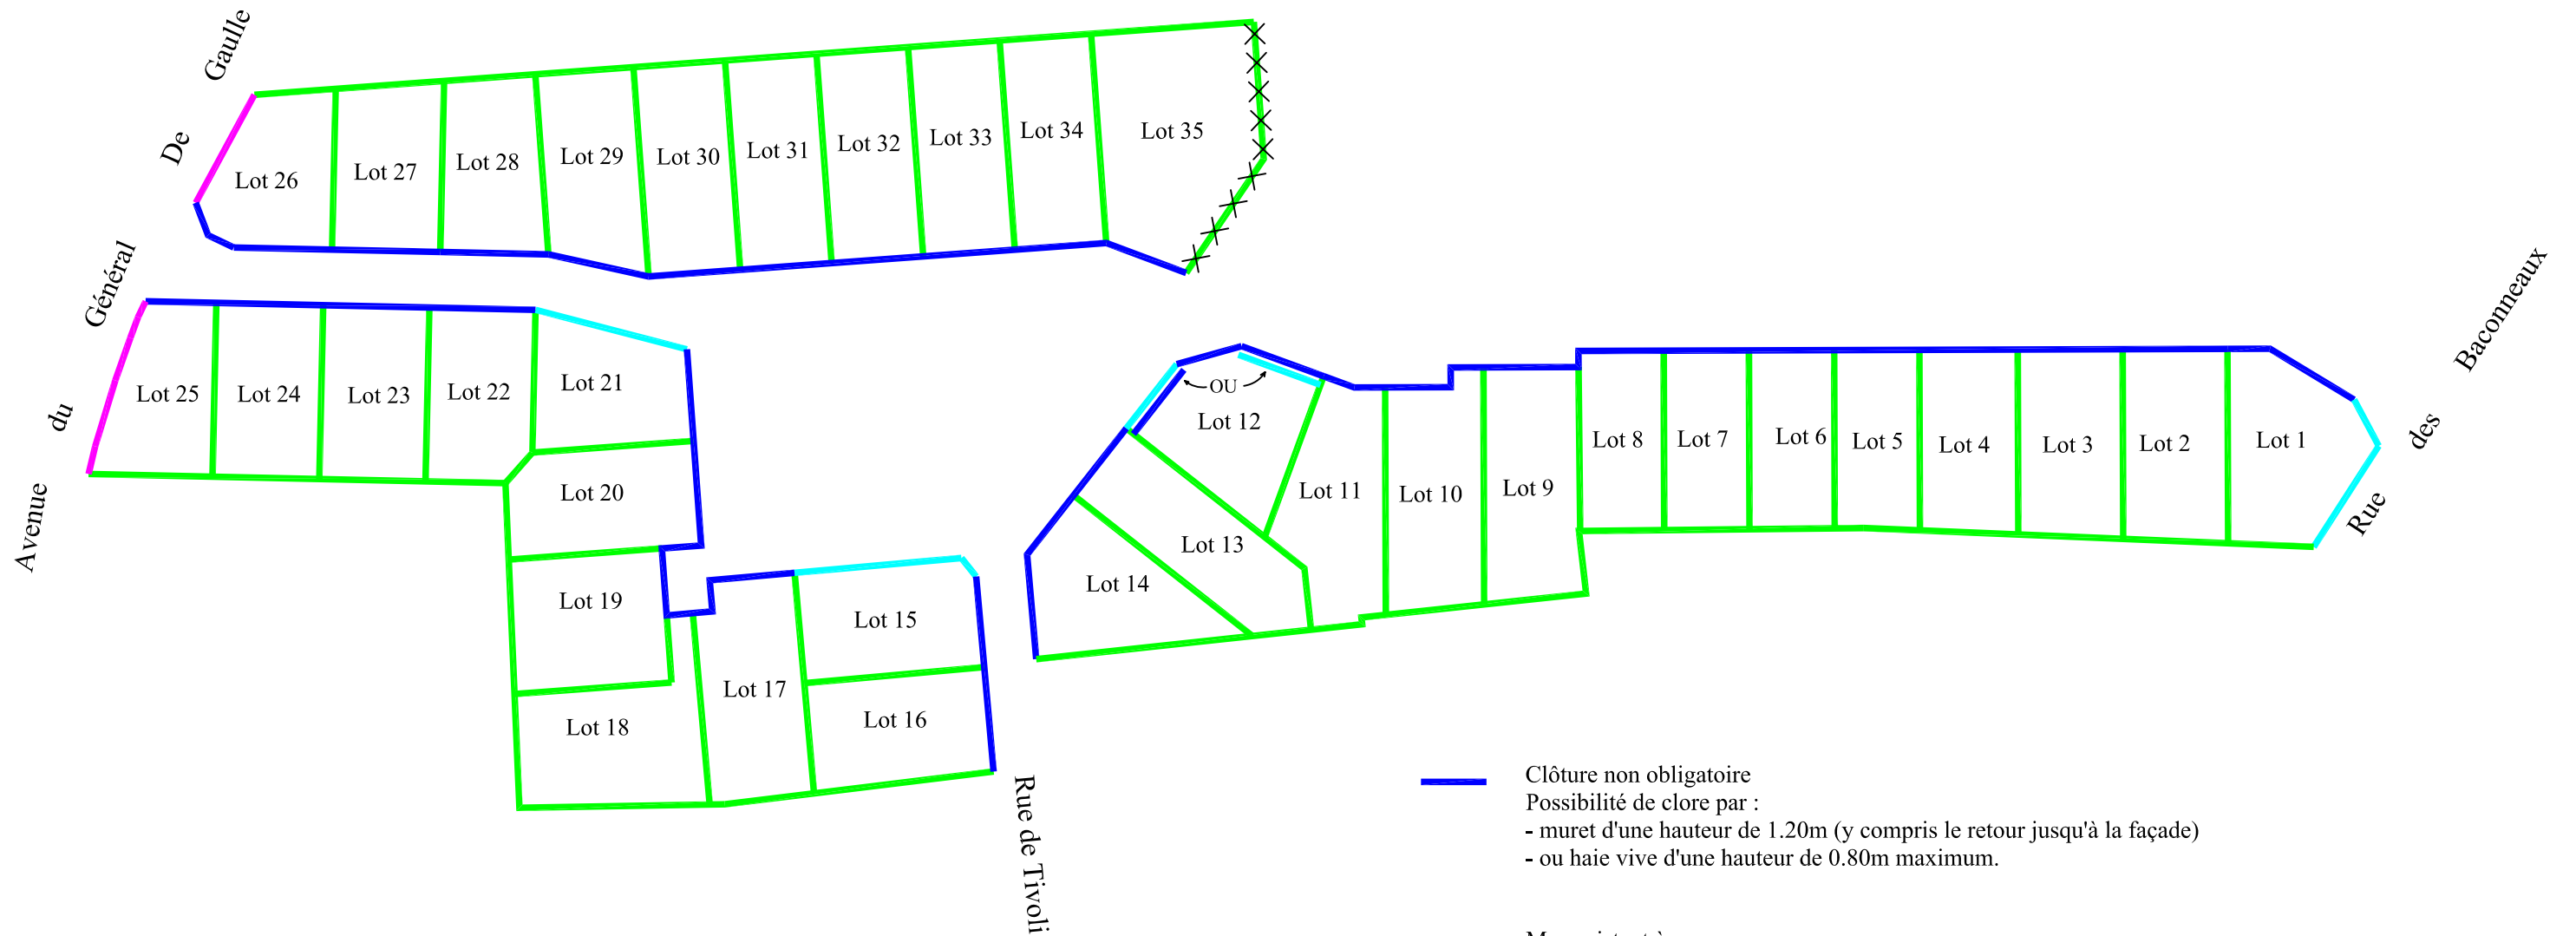 Avenue du Général De Gaulle
Lot 26
Lot 27
Lot 28
Lot 29
Lot 30
Lot 31
Lot 32
Lot 33
Lot 34
Lot 35
Lot 25
Lot 24
Lot 23
Lot 22
Lot 21
Lot 20
Lot 19
Lot 18
Lot 17
Lot 15
Lot 16
OU
Lot 12
Lot 13
Lot 14
Lot 11
Lot 10
Lot 9
Lot 8
Lot 7
Lot 6
Lot 5
Lot 4
Lot 3
Lot 2
Lot 1
Rue des Baconneaux
Rue de Tivoli
Clôture non obligatoire
Possibilité de clore par :
- muret d'une hauteur de 1.20m (y compris le retour jusqu'à la façade)
- ou haie vive d'une hauteur de 0.80m maximum.